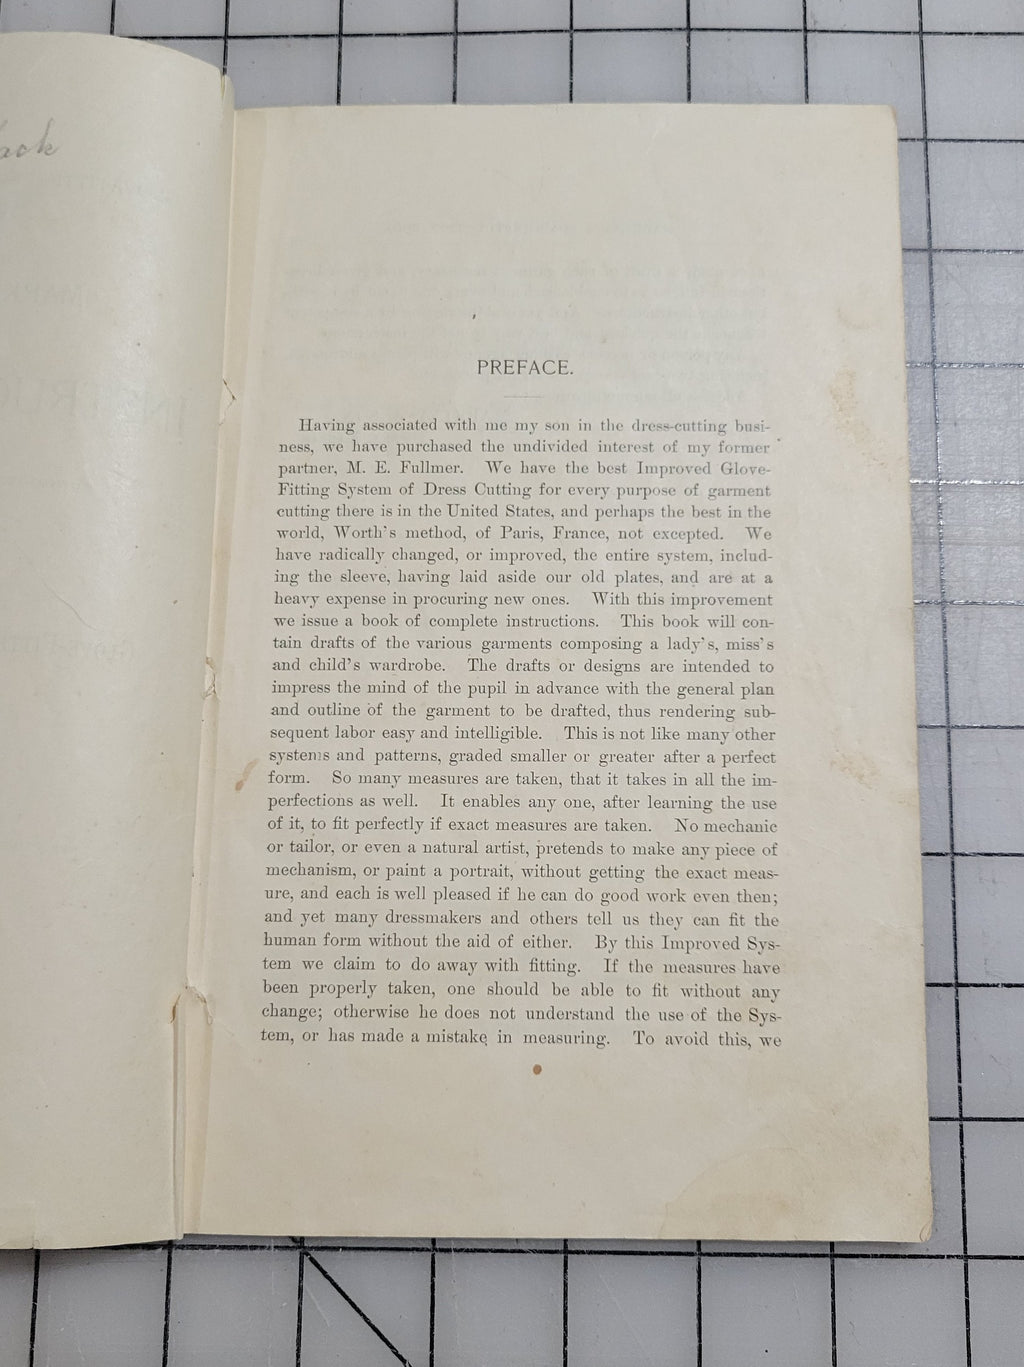 ack
PREFACE.
Having associated with me my son in the dress-cutting busi-
ness, we have purchased the undivided interest of my former
partner, M. E. Fullmer. We have the best Improved Glove-
Fitting System of Dress Cutting for every purpose of garment
cutting there is in the United States, and perhaps the best in the
world, Worth's method, of Paris, France, not excepted. We
have radically changed, or improved, the entire system, includ-
ing the sleeve, having laid aside our old plates, and are at a
heavy expense in procuring new ones. With this improvement
we issue a book of complete instructions. This book will con-
tain drafts of the various garments composing a lady's, miss's
and child's wardrobe. The drafts or designs are intended to
impress the mind of the pupil in advance with the general plan
and outline of the garment to be drafted, thus rendering sub-
sequent labor easy and intelligible. This is not like many other
systems and patterns, graded smaller or greater after a perfect
form. So many measures are taken, that it takes in all the im-
perfections as well. It enables any one, after learning the use
of it, to fit perfectly if exact measures are taken. No mechanic
or tailor, or even a natural artist, pretends to make any piece of
mechanism, or paint a portrait, without getting the exact meas-
ure, and each is well pleased if he can do good work even then;
and yet many dressmakers and others tell us they can fit the
human form without the aid of either. By this Improved Sys-
tem we claim to do away with fitting. If the measures have
been properly taken, one should be able to fit without any
change; otherwise he does not understand the use of the Sys-
tem, or has made a mistake in measuring. To avoid this, we